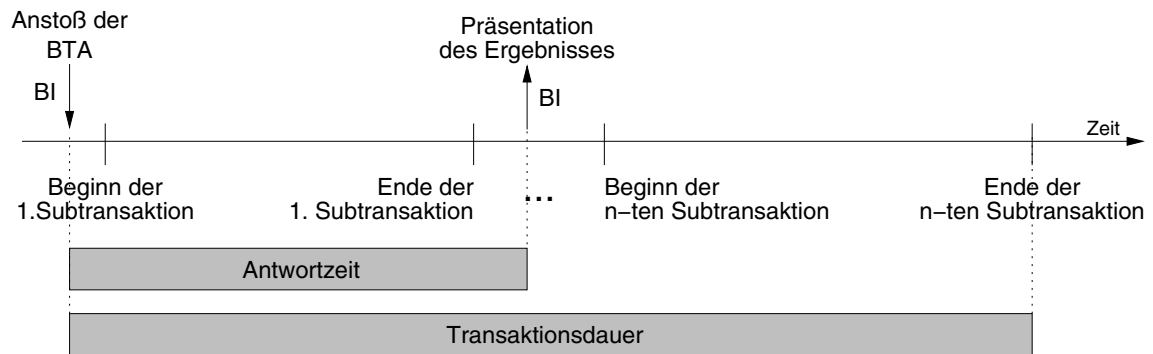 Anstoß der
BTA
BI
Präsentation
des Ergebnisses
BI
Zeit
Beginn der
1.Subtransaktion
Ende der
1. Subtransaktion
...
Beginn der
n−ten Subtransaktion
Ende der
n−ten Subtransaktion
Antwortzeit
Transaktionsdauer